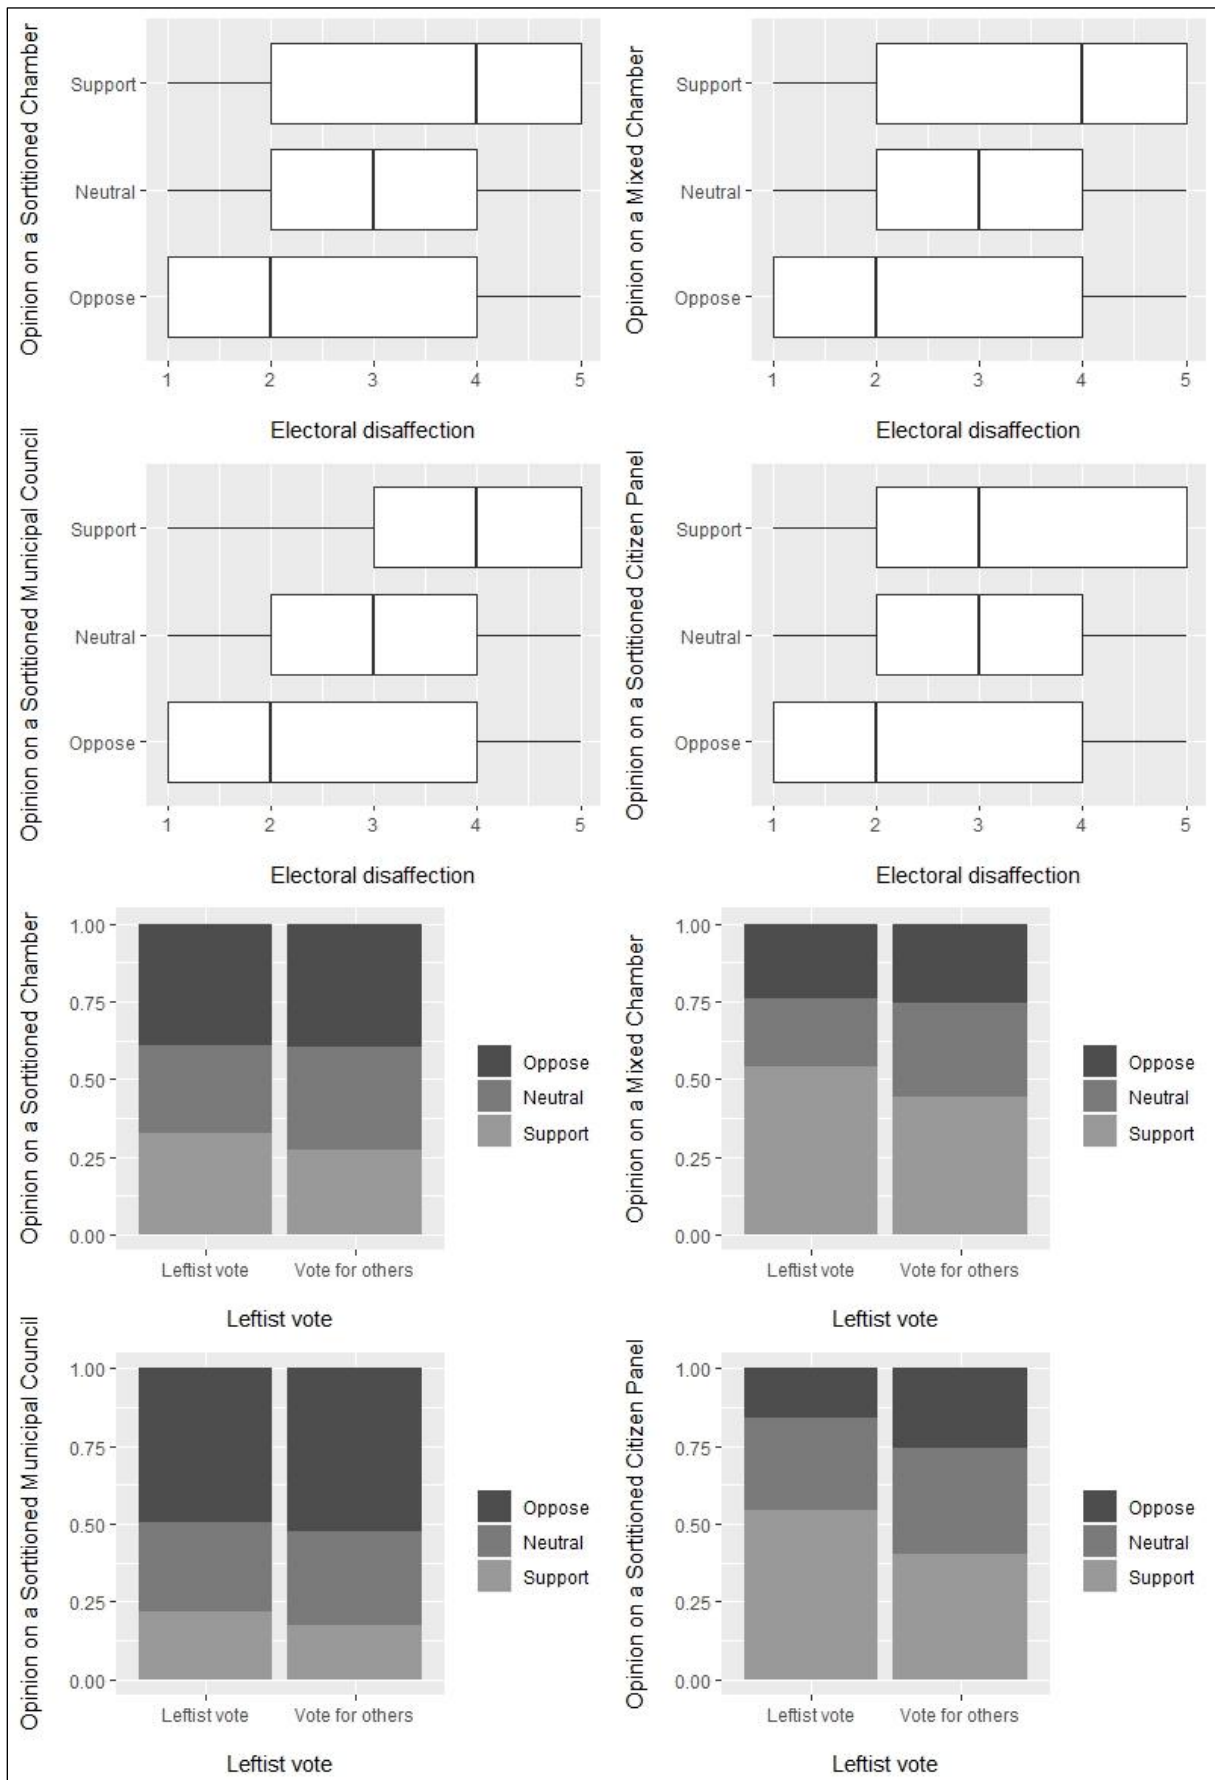 Opinion on a Sortitioned Chamber
Support
Neutral
Oppose
1 2 3 4 5
Electoral disaffection
Opinion on a Mixed Chamber
Support
Neutral
Oppose
1 2 3 4 5
Electoral disaffection
Opinion on a Sortitioned Municipal Council
Support
Neutral
Oppose
1 2 3 4 5
Electoral disaffection
Opinion on a Sortitioned Citizen Panel
Support
Neutral
Oppose
1 2 3 4 5
Electoral disaffection
Opinion on a Sortitioned Chamber
1.00
0.75
0.50
0.25
0.00
Leftist vote Vote for others
Leftist vote
Oppose
Neutral
Support
Opinion on a Mixed Chamber
1.00
0.75
0.50
0.25
0.00
Leftist vote Vote for others
Leftist vote
Oppose
Neutral
Support
Opinion on a Sortitioned Municipal Council
1.00
0.75
0.50
0.25
0.00
Leftist vote Vote for others
Leftist vote
Oppose
Neutral
Support
Opinion on a Sortitioned Citizen Panel
1.00
0.75
0.50
0.25
0.00
Leftist vote Vote for others
Leftist vote
Oppose
Neutral
Support